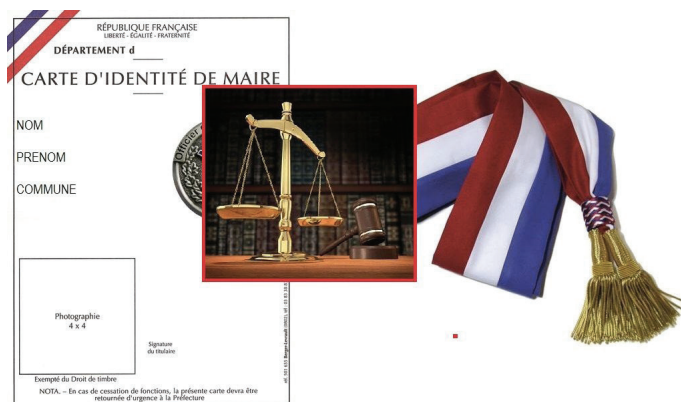 RÉPUBLIQUE FRANÇAISE
LIBERTÉ - ÉGALITÉ - FRATERNITÉ
DÉPARTEMENT d
CARTE D'IDENTITÉ DE MAIRE
NOM
PRENOM
COMMUNE
Officier
Photographie
4 x 4
Signature
du titulaire
Exempté du Droit de timbre
NOTA. – En cas de cessation de fonctions, la présente carte devra être
retournée d'urgence à la Préfecture